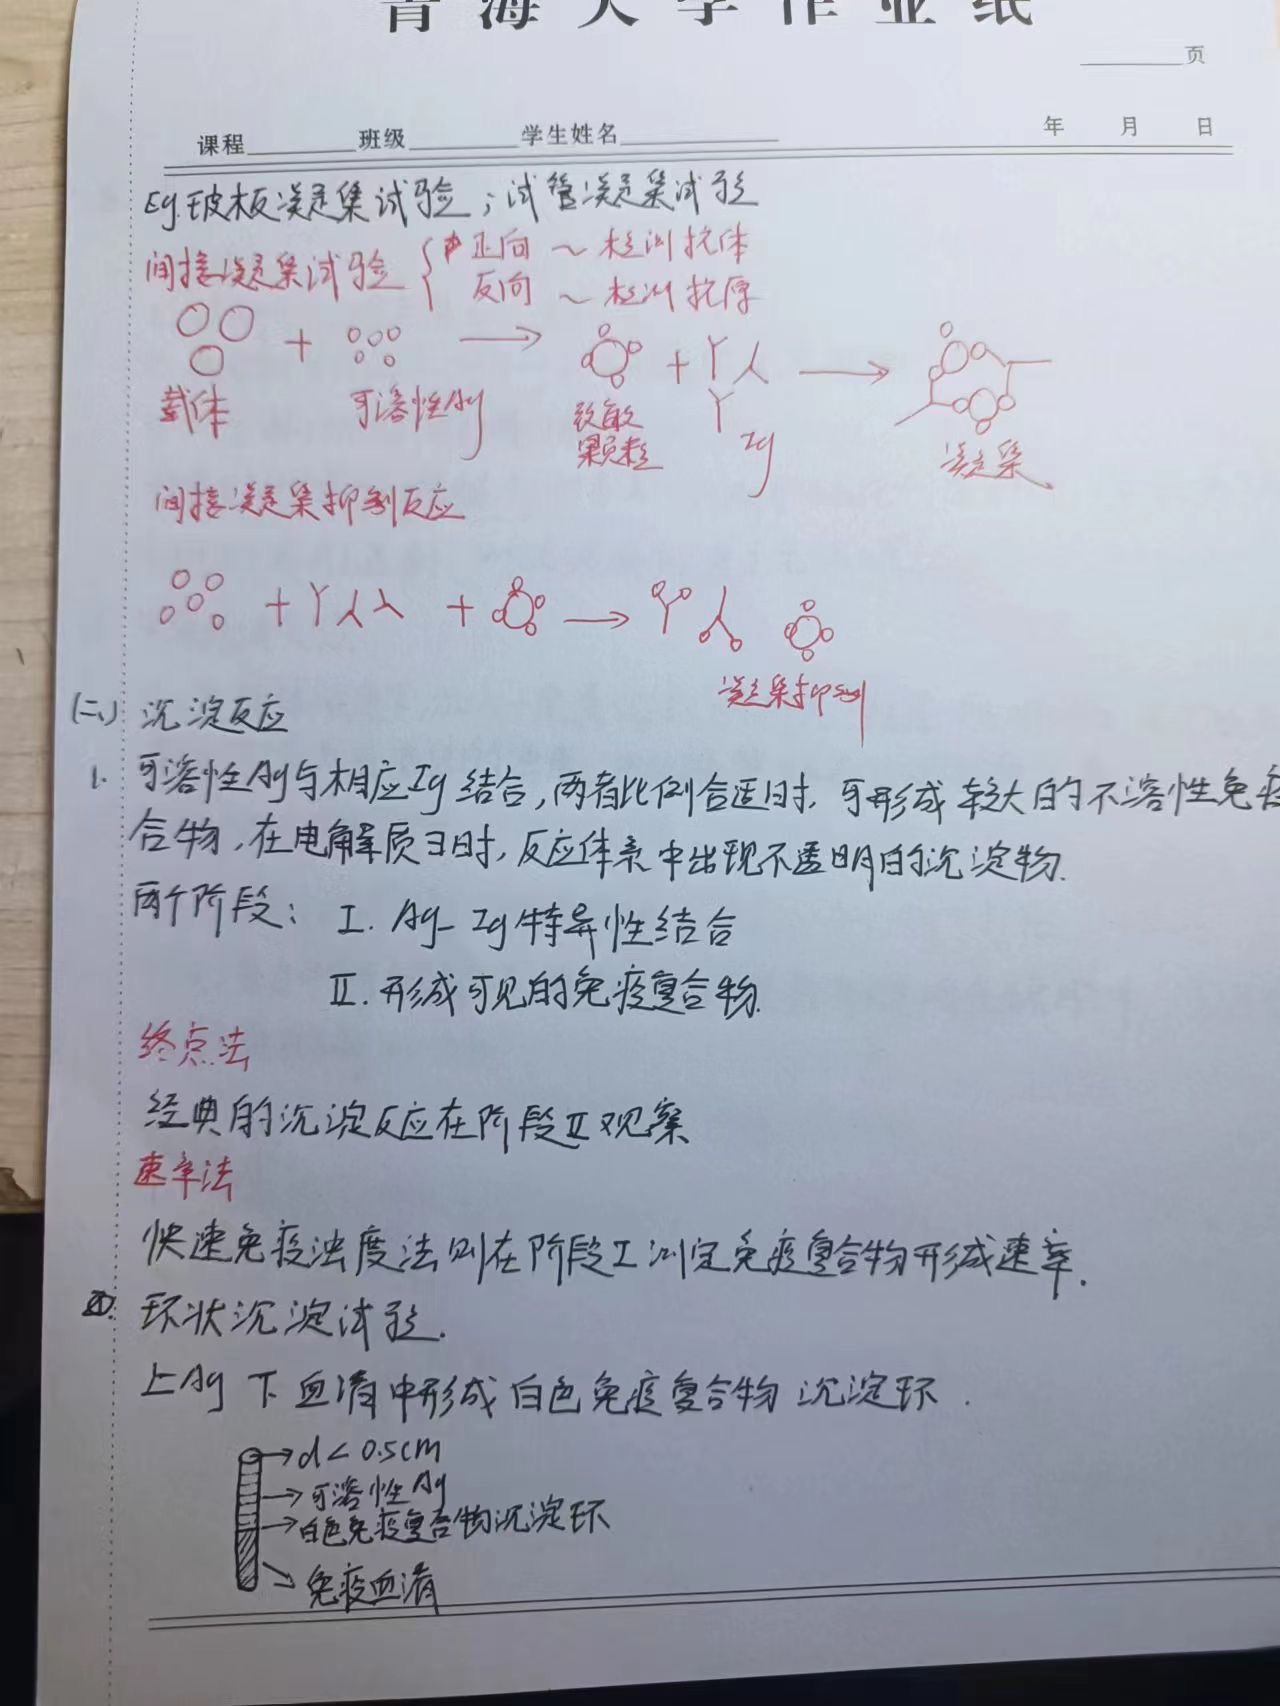 青海大学作业纸
页
课程 班级 学生姓名 年 月 日
Eg.玻板凝集试验；试管凝集试验
间接凝集试验 { 正向 ~ 检测抗体
反向 ~ 检测抗原
+ → + →
载体 可溶性Ag 致敏颗粒 Ig 凝集.
间接凝集抑制反应
+ + →
凝集抑制
(二) 沉淀反应
1. 可溶性Ag与相应Ig结合,两者比例合适时,可形成较大的不溶性免疫
合物,在电解质ヨ时,反应体系中出现不透明的沉淀物.
两个阶段: I. Ag-Ig特异性结合
II. 形成可见的免疫复合物.
终点法
经典的沉淀反应在阶段II观察
速率法
快速免疫浊度法则在阶段I测定免疫复合物形成速率.
环状沉淀试验.
上Ag 下血清中形成白色免疫复合物沉淀环.
→d<0.5cm
→可溶性Ag
→白色免疫复合物沉淀环
→免疫血清